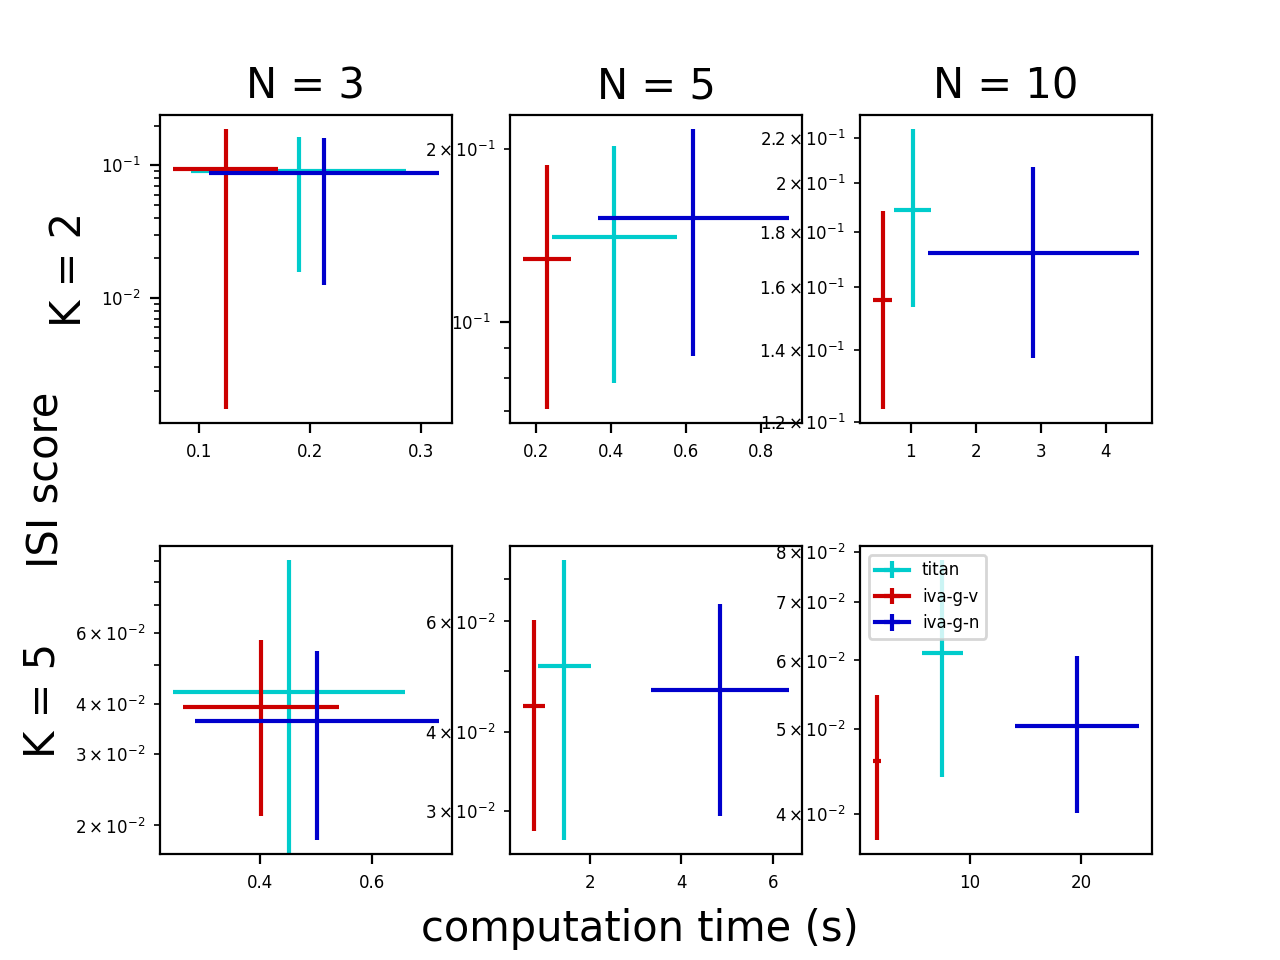 N = 3 N = 5 N = 10
K = 2
10⁻¹
10⁻²
0.1 0.2 0.3
2×10⁻¹
10⁻¹
0.2 0.4 0.6 0.8
2.2×10⁻¹
2×10⁻¹
1.8×10⁻¹
1.6×10⁻¹
1.4×10⁻¹
1.2×10⁻¹
1 2 3 4
ISI score
K = 5
6×10⁻²
4×10⁻²
3×10⁻²
2×10⁻²
0.4 0.6
6×10⁻²
4×10⁻²
3×10⁻²
2 4 6
8×10⁻²
7×10⁻²
6×10⁻²
5×10⁻²
4×10⁻²
10 20
titan
iva-g-v
iva-g-n
computation time (s)